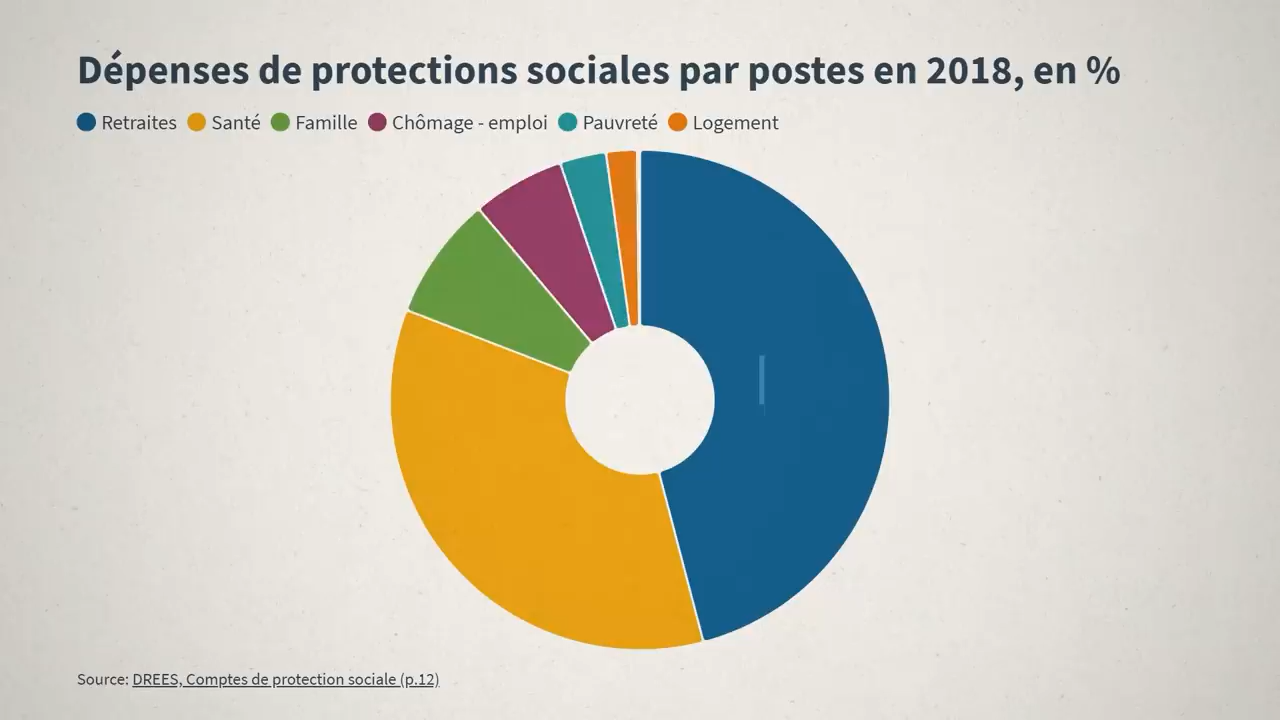 Dépenses de protections sociales par postes en 2018, en %
Retraites Santé Famille Chômage - emploi Pauvreté Logement
Source: DREES, Comptes de protection sociale (p.12)